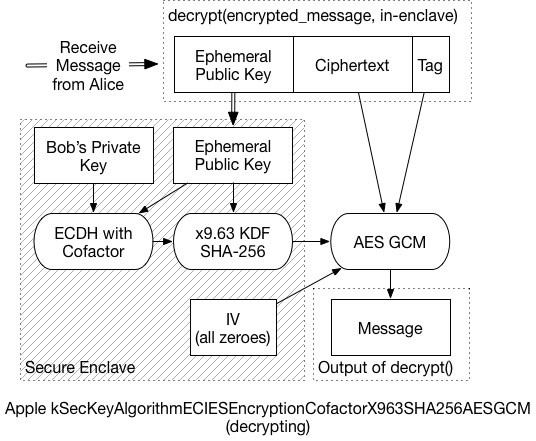 decrypt(encrypted_message, in-enclave)
Receive
Message
from Alice
Ephemeral
Public Key
Ciphertext
Tag
Bob's Private
Key
Ephemeral
Public Key
ECDH with
Cofactor
x9.63 KDF
SHA-256
AES GCM
IV
(all zeroes)
Message
Secure Enclave
Output of decrypt()
Apple kSecKeyAlgorithmECIESEncryptionCofactorX963SHA256AESGCM
(decrypting)